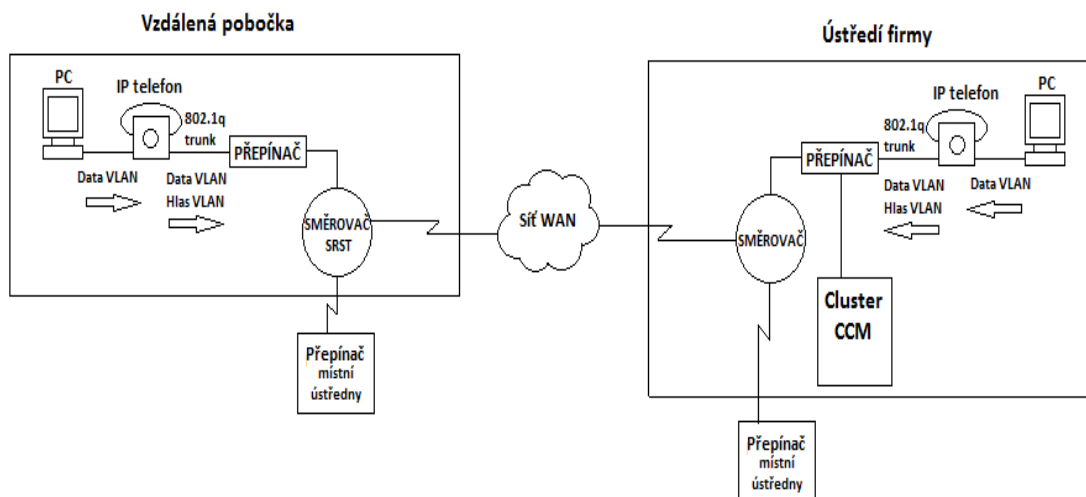 Vzdálená pobočka
PC
IP telefon
802.1q
trunk
PŘEPÍNAČ
Data VLAN
Data VLAN
Hlas VLAN
SMĚROVAČ
SRST
Přepínač
místní
ústředny
Síť WAN
Ústředí firmy
PC
IP telefon
802.1q
trunk
PŘEPÍNAČ
Data VLAN
Hlas VLAN
Data VLAN
SMĚROVAČ
Cluster
CCM
Přepínač
místní
ústředny